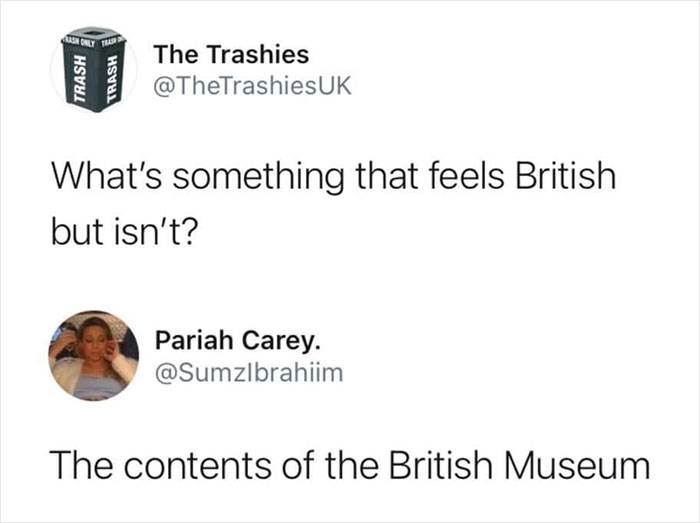 TRASH ONLY TRASH
TRASH
TRASH
The Trashies
@TheTrashiesUK
What's something that feels British
but isn't?
Pariah Carey.
@SumzIbrahiim
The contents of the British Museum